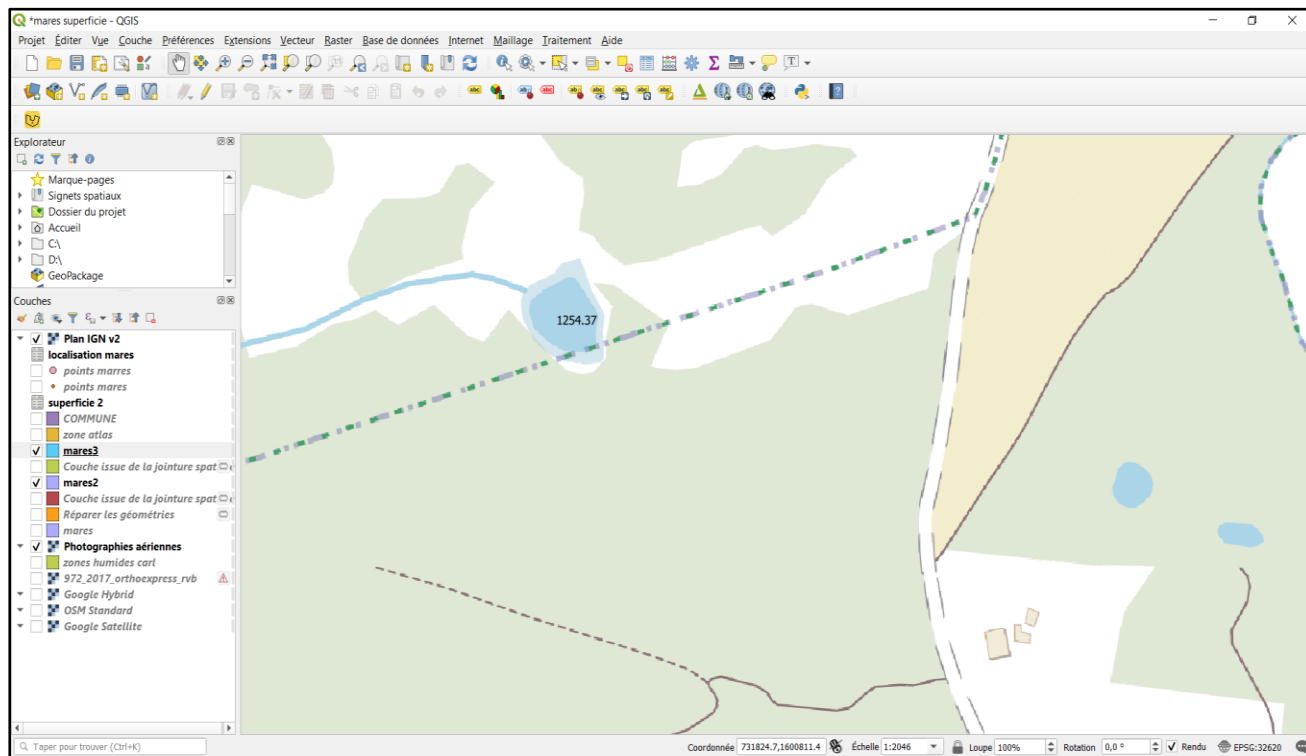 *mares superficie - QGIS
Projet Éditer Vue Couche Préférences Extensions Vecteur Raster Base de données Internet Maillage Traitement Aide
Explorateur
Marque-pages
Signets spatiaux
Dossier du projet
Accueil
C:\
D:\
GeoPackage
Couches
Plan IGN v2
localisation mares
points marres
points mares
superficie 2
COMMUNE
zone atlas
mares3
Couche issue de la jointure spat
mares2
Couche issue de la jointure spat
Réparer les géométries
mares
Photographies aériennes
zones humides carl
972_2017_orthoexpress_rvb
Google Hybrid
OSM Standard
Google Satellite
1254.37
Taper pour trouver (Ctrl+K) Coordonnée 731824.7,1600811.4 Échelle 1:2046 Loupe 100% Rotation 0,0 ° Rendu EPSG:32620